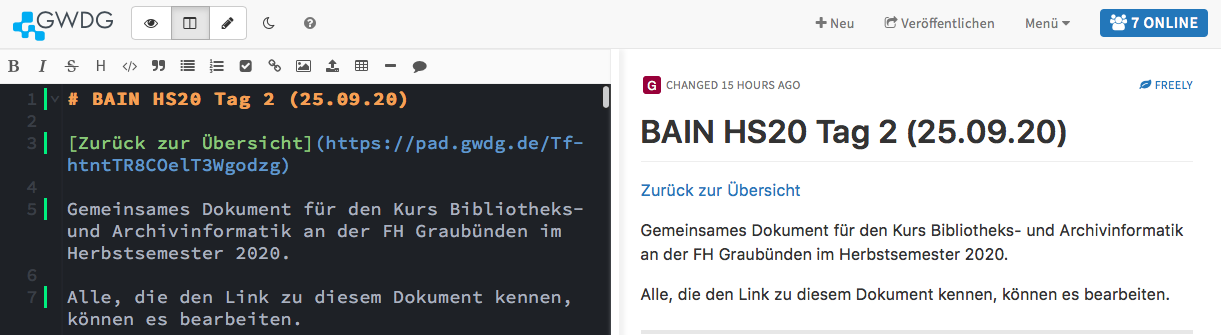 GWDG
+ Neu
Veröffentlichen
Menü
7 ONLINE
B I S H </>
1 # BAIN HS20 Tag 2 (25.09.20)
2
3 [Zurück zur Übersicht](https://pad.gwdg.de/Tf-
htntTR8COelT3Wgodzg)
4
5 Gemeinsames Dokument für den Kurs Bibliotheks-
und Archivinformatik an der FH Graubünden im
Herbstsemester 2020.
6
7 Alle, die den Link zu diesem Dokument kennen,
können es bearbeiten.
G CHANGED 15 HOURS AGO
FREELY
BAIN HS20 Tag 2 (25.09.20)
Zurück zur Übersicht
Gemeinsames Dokument für den Kurs Bibliotheks- und Archivinformatik
an der FH Graubünden im Herbstsemester 2020.
Alle, die den Link zu diesem Dokument kennen, können es bearbeiten.